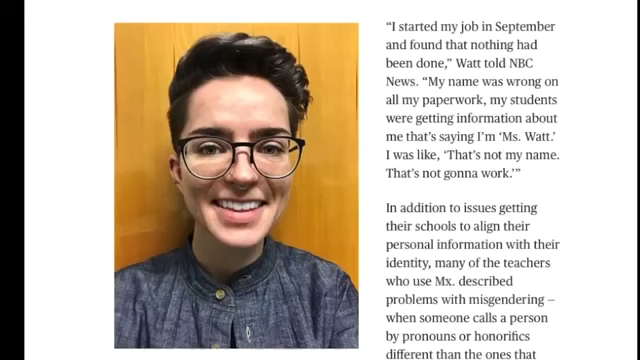 “I started my job in September
and found that nothing had
been done,” Watt told NBC
News. “My name was wrong on
all my paperwork, my students
were getting information about
me that’s saying I’m ‘Ms. Watt.’
I was like, ‘That’s not my name.
That’s not gonna work.’”
In addition to issues getting
their schools to align their
personal information with their
identity, many of the teachers
who use Mx. described
problems with misgendering —
when someone calls a person
by pronouns or honorifics
different than the ones that